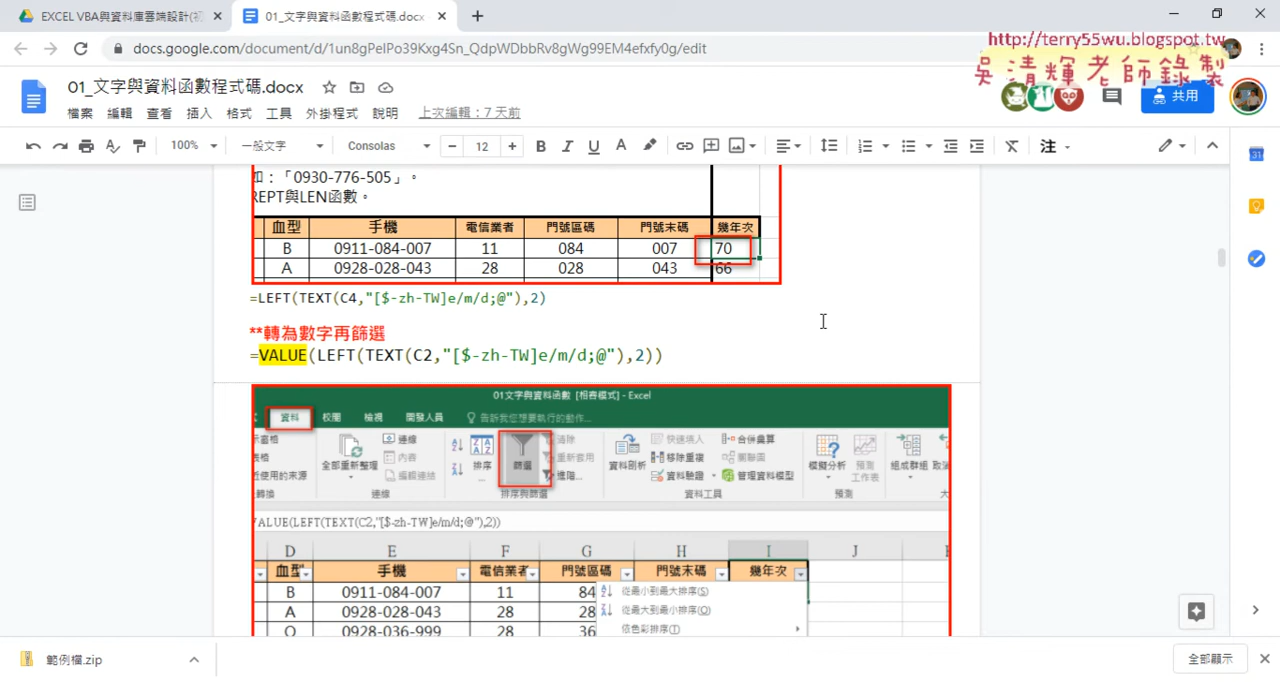 EXCEL VBA與資料庫雲端設計(初
01_文字與資料函數程式碼.docx
docs.google.com/document/d/1un8gPelPo39Kxg4Sn_QdpWDbbRv8gWg99EM4efxfy0g/edit
http://terry55wu.blogspot.tw
吳清輝老師錄製
01_文字與資料函數程式碼.docx
檔案 編輯 查看 插入 格式 工具 外掛程式 說明 上次編輯：7 天前
共用
100% 一般文字 Consolas 12 注
如：「0930-776-505」。
REPT與LEN函數。
血型 手機 電信業者 門號區碼 門號末碼 幾年次
B 0911-084-007 11 084 007 70
A 0928-028-043 28 028 043 66
=LEFT(TEXT(C4,"[$-zh-TW]e/m/d;@"),2)
**轉為數字再篩選
=VALUE(LEFT(TEXT(C2,"[$-zh-TW]e/m/d;@"),2))
01文字與資料函數 [相容模式] - Excel
資料 校閱 檢視 開發人員 告訴我您想要執行的動作...
全部重新整理 連線 內容 編輯連結
連線
排序 篩選 清除 重新套用 進階...
排序與篩選
資料剖析 快速填入 移除重複 資料驗證 合併彙算 關聯圖 管理資料模型
資料工具
模擬分析 預測工作表
預測
組成群組
VALUE(LEFT(TEXT(C2,"[$-zh-TW]e/m/d;@"),2))
D E F G H I J
血型 手機 電信業者 門號區碼 門號末碼 幾年次
B 0911-084-007 11 84
A 0928-028-043 28 28
O 0928-036-999 28 36
從最小到最大排序(S)
從最大到最小排序(O)
依色彩排序(T)
範例檔.zip
全部顯示